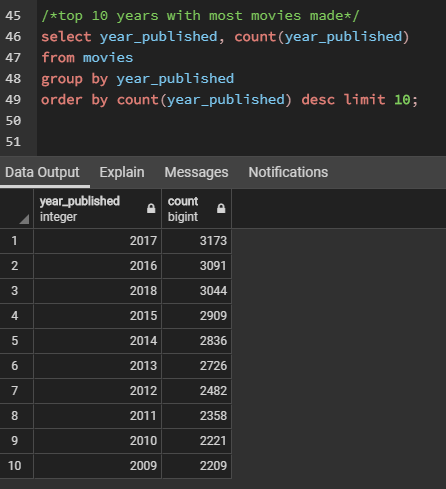 45 /*top 10 years with most movies made*/
46 select year_published, count(year_published)
47 from movies
48 group by year_published
49 order by count(year_published) desc limit 10;
50
51
Data Output Explain Messages Notifications
year_published count
integer bigint
1 2017 3173
2 2016 3091
3 2018 3044
4 2015 2909
5 2014 2836
6 2013 2726
7 2012 2482
8 2011 2358
9 2010 2221
10 2009 2209